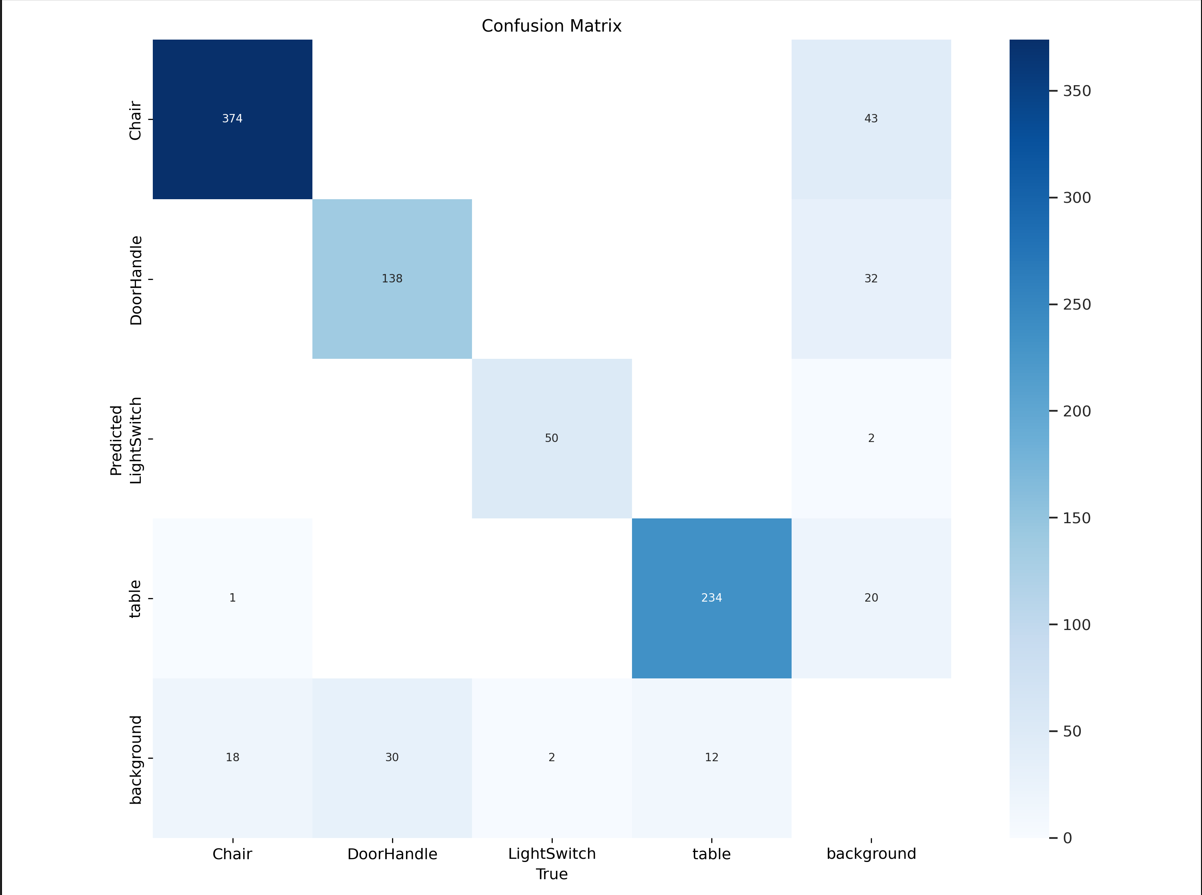 Confusion Matrix
Chair
DoorHandle
LightSwitch
table
background
Predicted
374
43
138
32
50
2
1
234
20
18
30
2
12
Chair
DoorHandle
LightSwitch
table
background
True
350
300
250
200
150
100
50
0